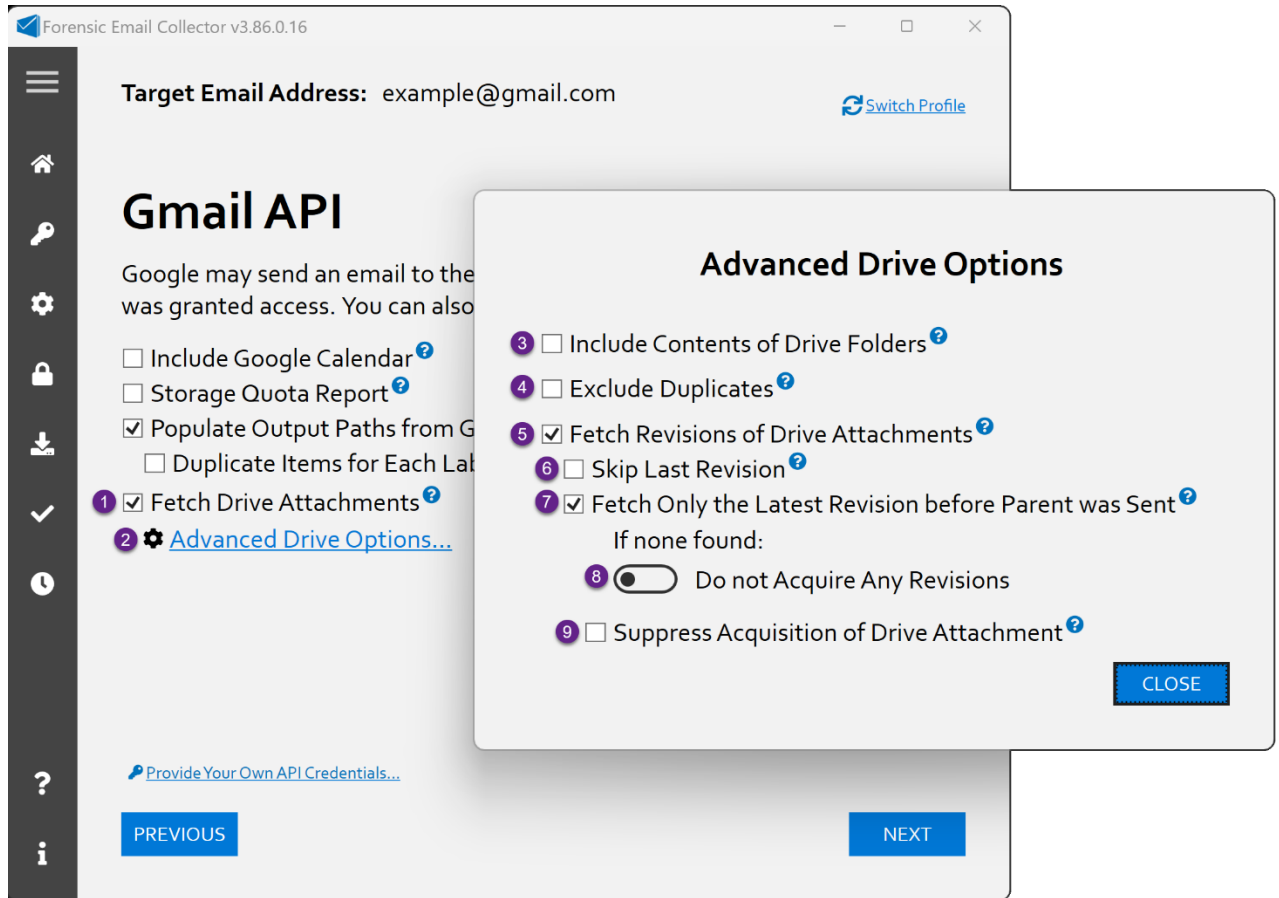 Forensic Email Collector v3.86.0.16
Target Email Address: example@gmail.com
Switch Profile
Gmail API
Google may send an email to the
was granted access. You can also
Include Google Calendar ?
Storage Quota Report ?
Populate Output Paths from G
Duplicate Items for Each Lab
1 Fetch Drive Attachments ?
2 Advanced Drive Options...
Advanced Drive Options
3 Include Contents of Drive Folders ?
4 Exclude Duplicates ?
5 Fetch Revisions of Drive Attachments ?
6 Skip Last Revision ?
7 Fetch Only the Latest Revision before Parent was Sent ?
If none found:
8 Do not Acquire Any Revisions
9 Suppress Acquisition of Drive Attachment ?
CLOSE
Provide Your Own API Credentials...
PREVIOUS
NEXT
?
i